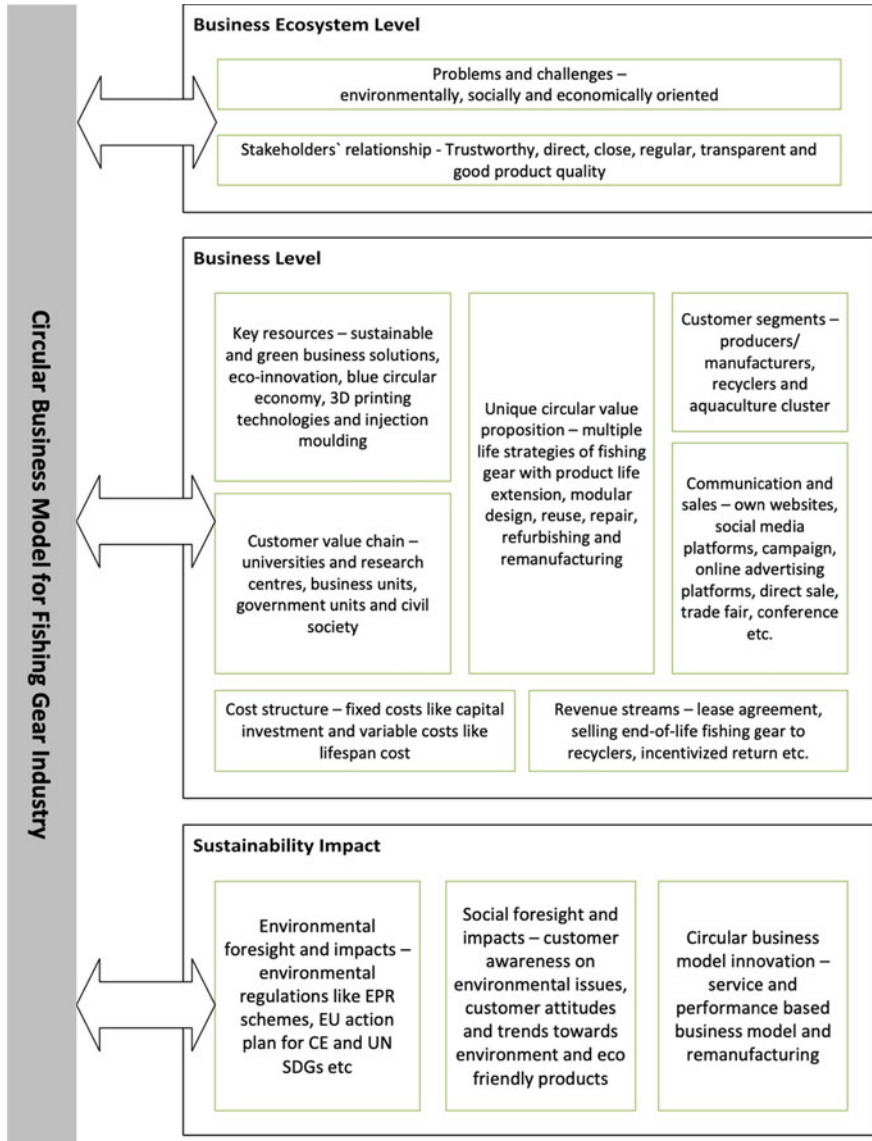 Circular Business Model for Fishing Gear Industry
Business Ecosystem Level
Problems and challenges –
environmentally, socially and economically oriented
Stakeholders` relationship - Trustworthy, direct, close, regular, transparent and
good product quality
Business Level
Key resources – sustainable
and green business solutions,
eco-innovation, blue circular
economy, 3D printing
technologies and injection
moulding
Customer value chain –
universities and research
centres, business units,
government units and civil
society
Unique circular value
proposition – multiple
life strategies of fishing
gear with product life
extension, modular
design, reuse, repair,
refurbishing and
remanufacturing
Customer segments –
producers/
manufacturers,
recyclers and
aquaculture cluster
Communication and
sales – own websites,
social media
platforms, campaign,
online advertising
platforms, direct sale,
trade fair, conference
etc.
Cost structure – fixed costs like capital
investment and variable costs like
lifespan cost
Revenue streams – lease agreement,
selling end-of-life fishing gear to
recyclers, incentivized return etc.
Sustainability Impact
Environmental
foresight and impacts –
environmental
regulations like EPR
schemes, EU action
plan for CE and UN
SDGs etc
Social foresight and
impacts – customer
awareness on
environmental issues,
customer attitudes
and trends towards
environment and eco
friendly products
Circular business
model innovation –
service and
performance based
business model and
remanufacturing